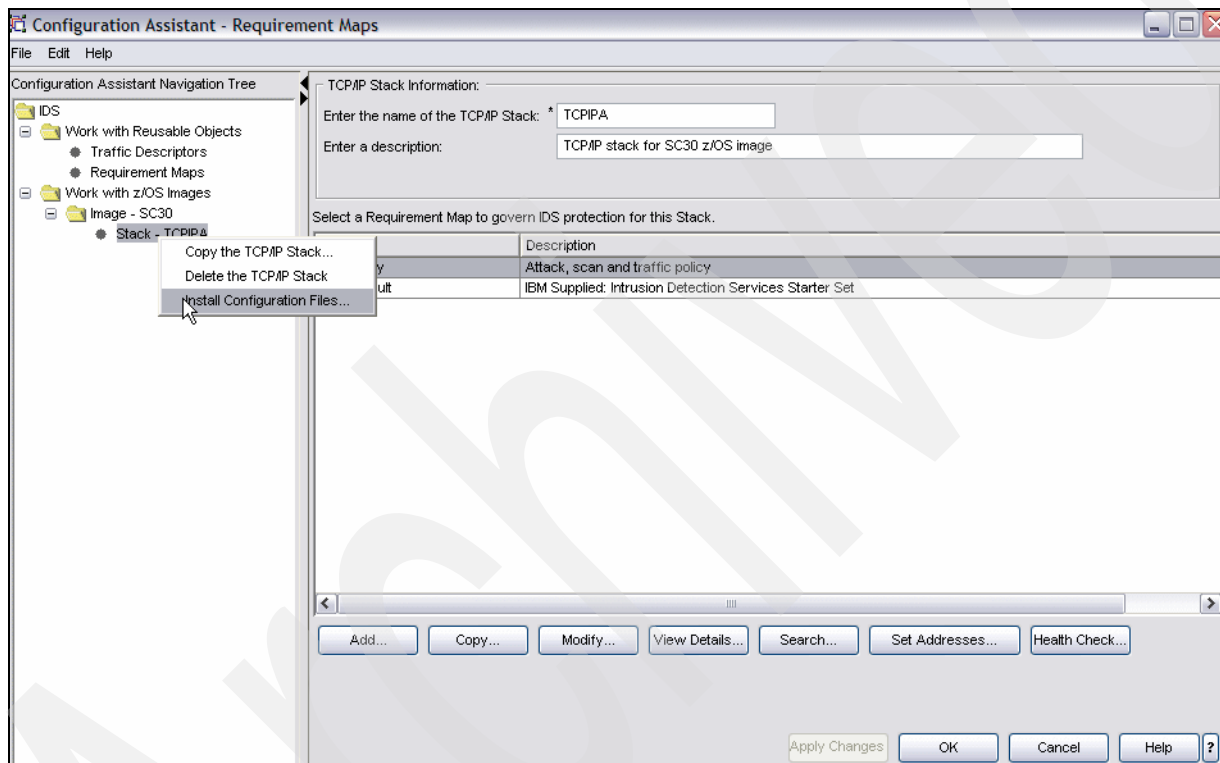 Configuration Assistant - Requirement Maps
File Edit Help
Configuration Assistant Navigation Tree
IDS
Work with Reusable Objects
Traffic Descriptors
Requirement Maps
Work with z/OS Images
Image - SC30
Stack - TCPIPA
Copy the TCP/IP Stack...
Delete the TCP/IP Stack
Install Configuration Files...
TCP/IP Stack Information:
Enter the name of the TCP/IP Stack: * TCPIPA
Enter a description: TCP/IP stack for SC30 z/OS image
Select a Requirement Map to govern IDS protection for this Stack.
Description
y Attack, scan and traffic policy
ult IBM Supplied: Intrusion Detection Services Starter Set
Add... Copy... Modify... View Details... Search... Set Addresses... Health Check...
Apply Changes OK Cancel Help ?